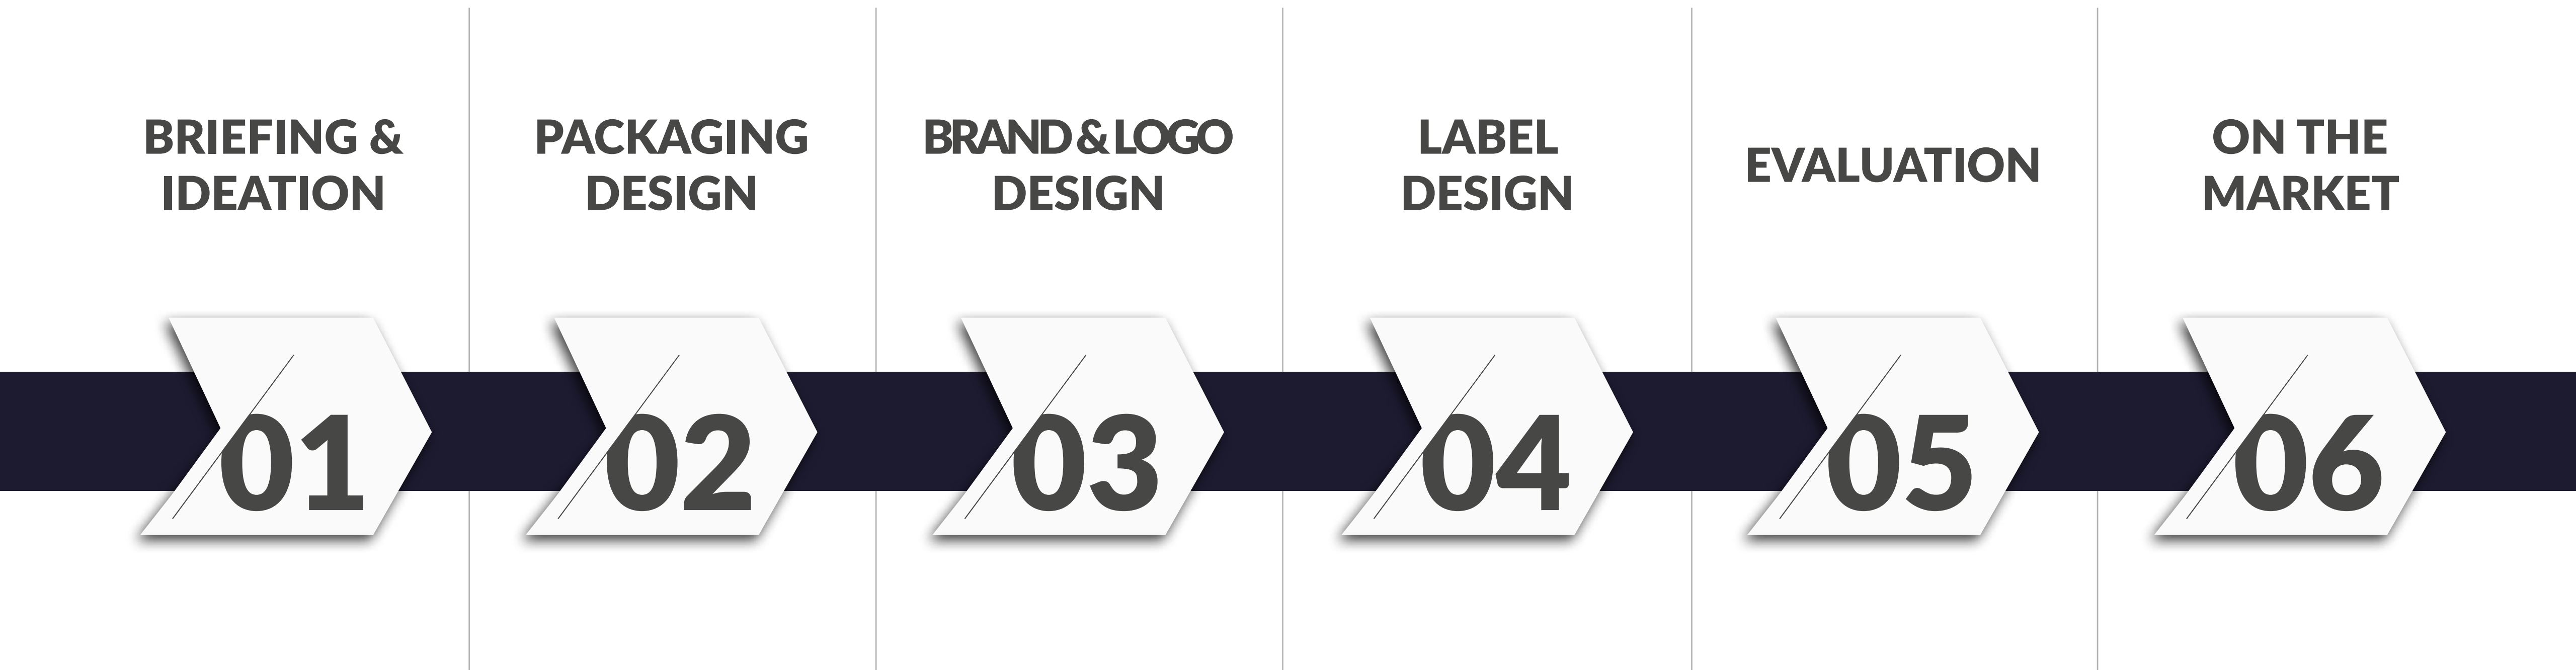 BRIEFING &
IDEATION
PACKAGING
DESIGN
BRAND & LOGO
DESIGN
LABEL
DESIGN
EVALUATION
ON THE
MARKET
01
02
03
04
05
06